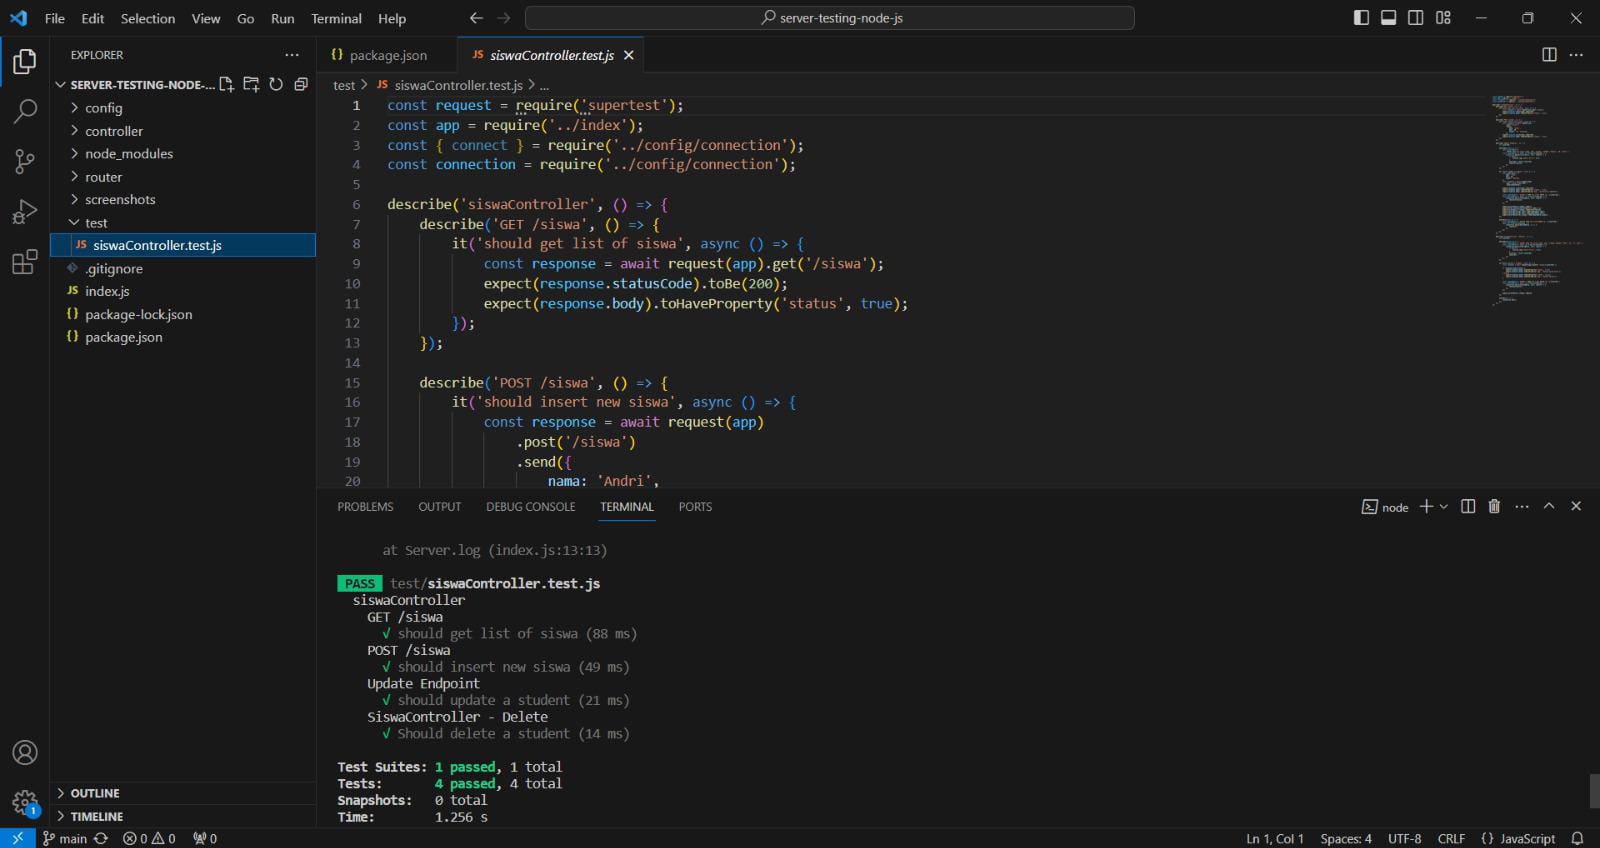 File Edit Selection View Go Run Terminal Help
server-testing-node-js
EXPLORER
SERVER-TESTING-NODE-...
config
controller
node_modules
router
screenshots
test
JS siswaController.test.js
.gitignore
JS index.js
{} package-lock.json
{} package.json
OUTLINE
TIMELINE
{} package.json
JS siswaController.test.js
test > JS siswaController.test.js > ...
1 const request = require('supertest');
2 const app = require('../index');
3 const { connect } = require('../config/connection');
4 const connection = require('../config/connection');
5
6 describe('siswaController', () => {
7 describe('GET /siswa', () => {
8 it('should get list of siswa', async () => {
9 const response = await request(app).get('/siswa');
10 expect(response.statusCode).toBe(200);
11 expect(response.body).toHaveProperty('status', true);
12 });
13 });
14
15 describe('POST /siswa', () => {
16 it('should insert new siswa', async () => {
17 const response = await request(app)
18 .post('/siswa')
19 .send({
20 nama: 'Andri',
PROBLEMS OUTPUT DEBUG CONSOLE TERMINAL PORTS
node
at Server.log (index.js:13:13)
PASS test/siswaController.test.js
siswaController
GET /siswa
√ should get list of siswa (88 ms)
POST /siswa
√ should insert new siswa (49 ms)
Update Endpoint
√ should update a student (21 ms)
SiswaController - Delete
√ Should delete a student (14 ms)
Test Suites: 1 passed, 1 total
Tests: 4 passed, 4 total
Snapshots: 0 total
Time: 1.256 s
1
main 0 0 0
Ln 1, Col 1 Spaces: 4 UTF-8 CRLF {} JavaScript